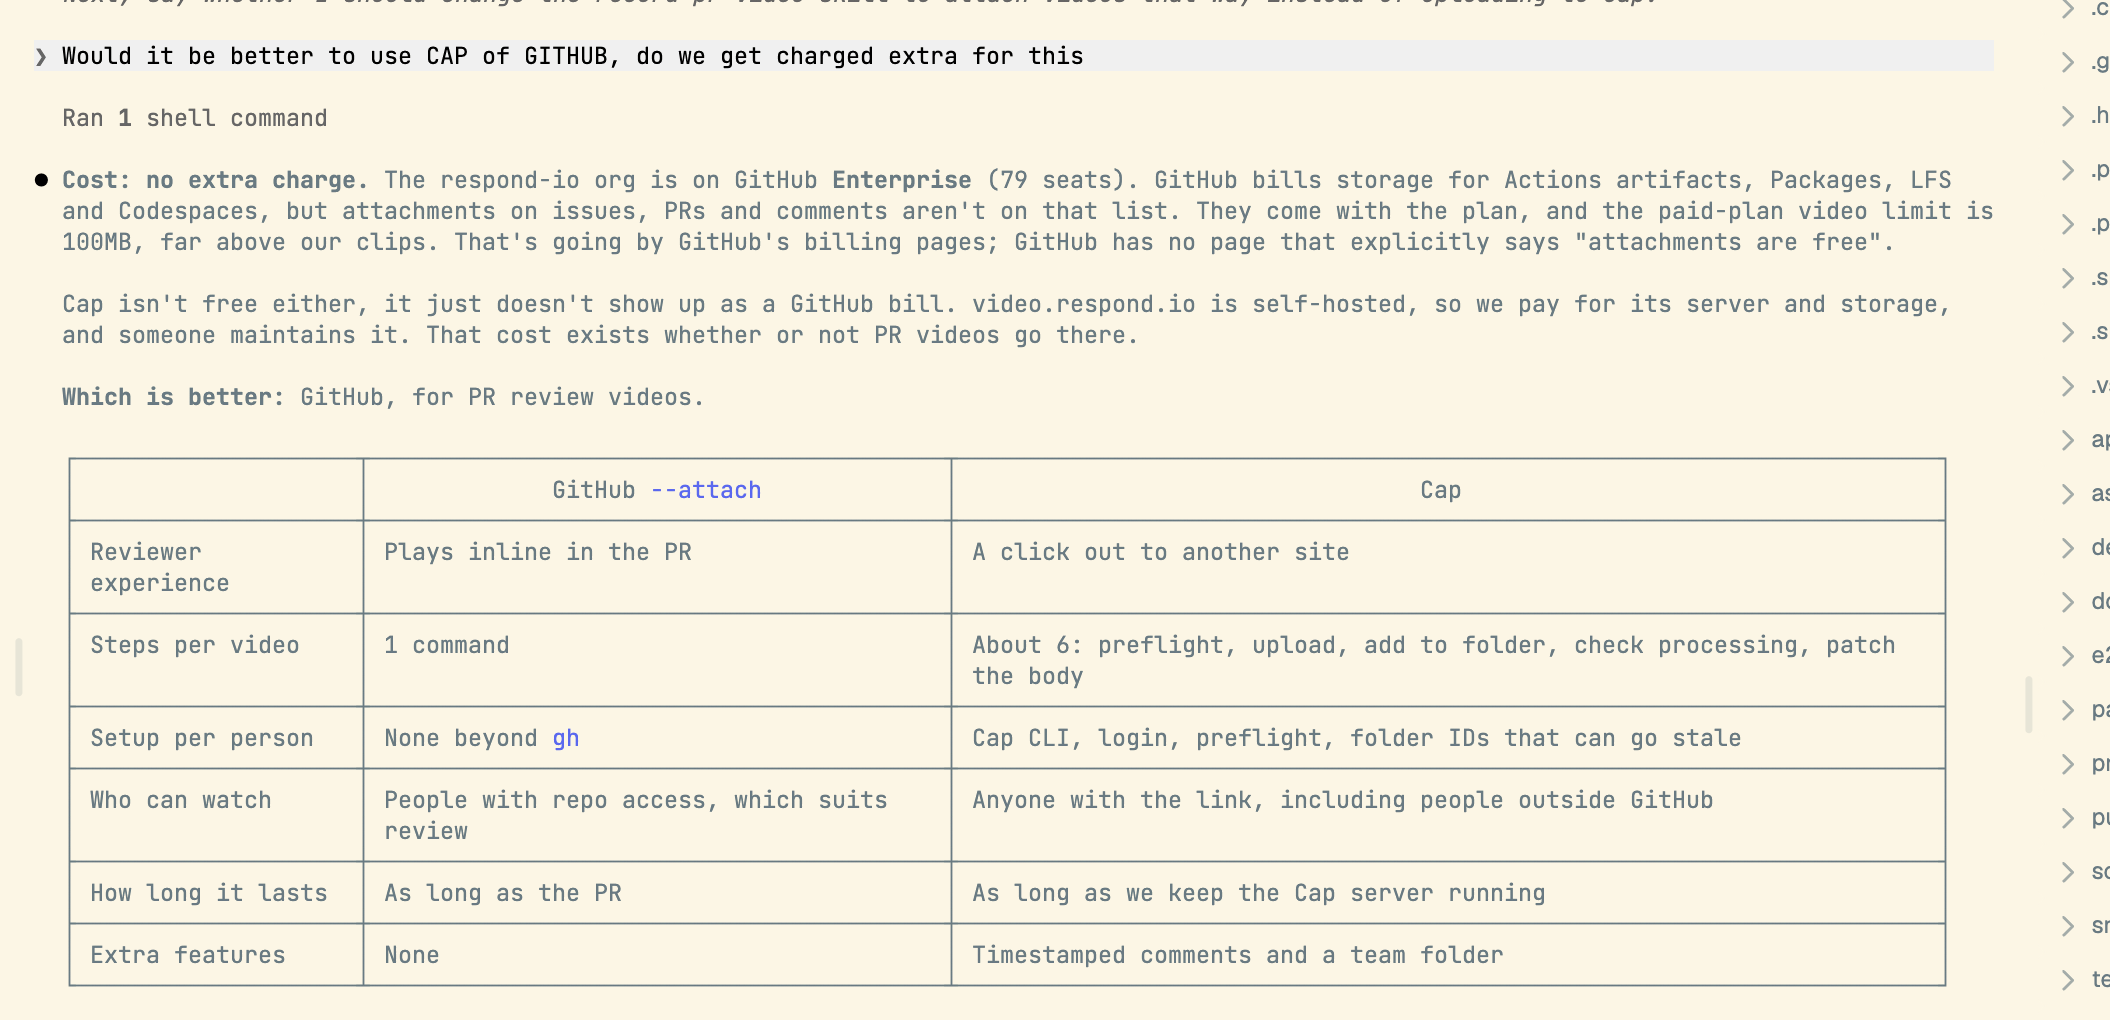 ❯ Would it be better to use CAP of GITHUB, do we get charged extra for this
Ran 1 shell command
● Cost: no extra charge. The respond-io org is on GitHub Enterprise (79 seats). GitHub bills storage for Actions artifacts, Packages, LFS
and Codespaces, but attachments on issues, PRs and comments aren't on that list. They come with the plan, and the paid-plan video limit is
100MB, far above our clips. That's going by GitHub's billing pages; GitHub has no page that explicitly says "attachments are free".
Cap isn't free either, it just doesn't show up as a GitHub bill. video.respond.io is self-hosted, so we pay for its server and storage,
and someone maintains it. That cost exists whether or not PR videos go there.
Which is better: GitHub, for PR review videos.
GitHub --attach
Cap
Reviewer
experience
Plays inline in the PR
A click out to another site
Steps per video
1 command
About 6: preflight, upload, add to folder, check processing, patch
the body
Setup per person
None beyond gh
Cap CLI, login, preflight, folder IDs that can go stale
Who can watch
People with repo access, which suits
review
Anyone with the link, including people outside GitHub
How long it lasts
As long as the PR
As long as we keep the Cap server running
Extra features
None
Timestamped comments and a team folder